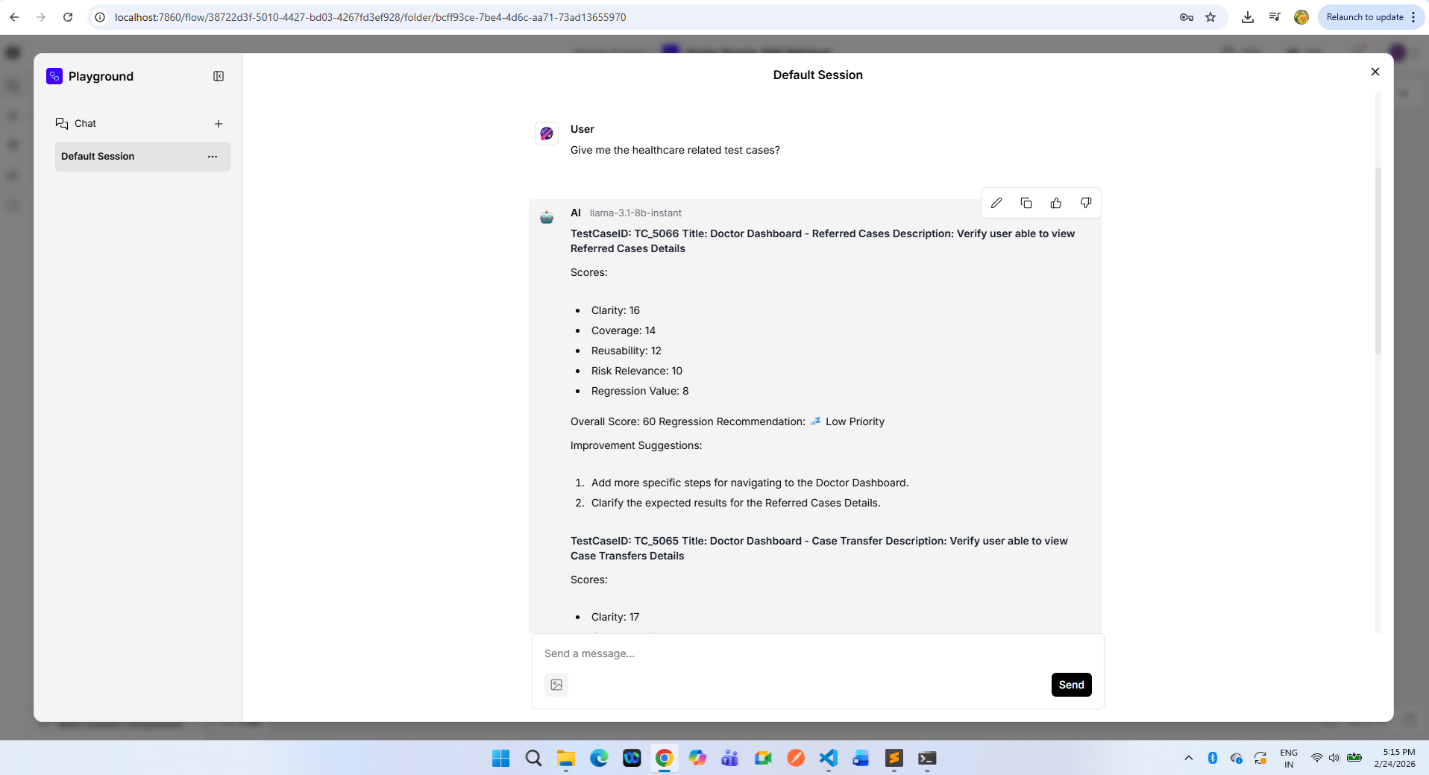 localhost:7860/flow/38722d3f-5010-4427-bd03-4267fd3ef928/folder/bcff93ce-7be4-4d6c-aa71-73ad13655970
Relaunch to update
Playground
Default Session
Chat
Default Session
User
Give me the healthcare related test cases?
AI llama-3.1-8b-instant
TestCaseID: TC_5066 Title: Doctor Dashboard - Referred Cases Description: Verify user able to view
Referred Cases Details
Scores:
Clarity: 16
Coverage: 14
Reusability: 12
Risk Relevance: 10
Regression Value: 8
Overall Score: 60 Regression Recommendation: 💤 Low Priority
Improvement Suggestions:
1. Add more specific steps for navigating to the Doctor Dashboard.
2. Clarify the expected results for the Referred Cases Details.
TestCaseID: TC_5065 Title: Doctor Dashboard - Case Transfer Description: Verify user able to view
Case Transfers Details
Scores:
Clarity: 17
Send a message...
Send
ENG
IN
5:15 PM
2/24/2026